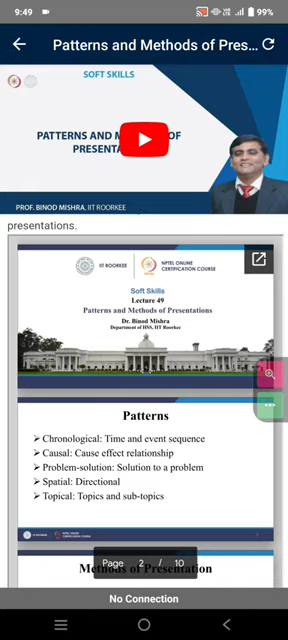 9:49
99%
Patterns and Methods of Pres...
SOFT SKILLS
PATTERNS AND M
OF
PRESENTA
PROF. BINOD MISHRA, IIT ROORKEE
presentations.
IIT ROORKEE
NPTEL ONLINE
CERTIFICATION COURSE
Soft Skills
Lecture 49
Patterns and Methods of Presentations
Dr. Binod Mishra
Department of HSS, IIT Roorkee
Patterns
➢ Chronological: Time and event sequence
➢ Causal: Cause effect relationship
➢ Problem-solution: Solution to a problem
➢ Spatial: Directional
➢ Topical: Topics and sub-topics
Page 2 / 10
Methods of Presentation
No Connection